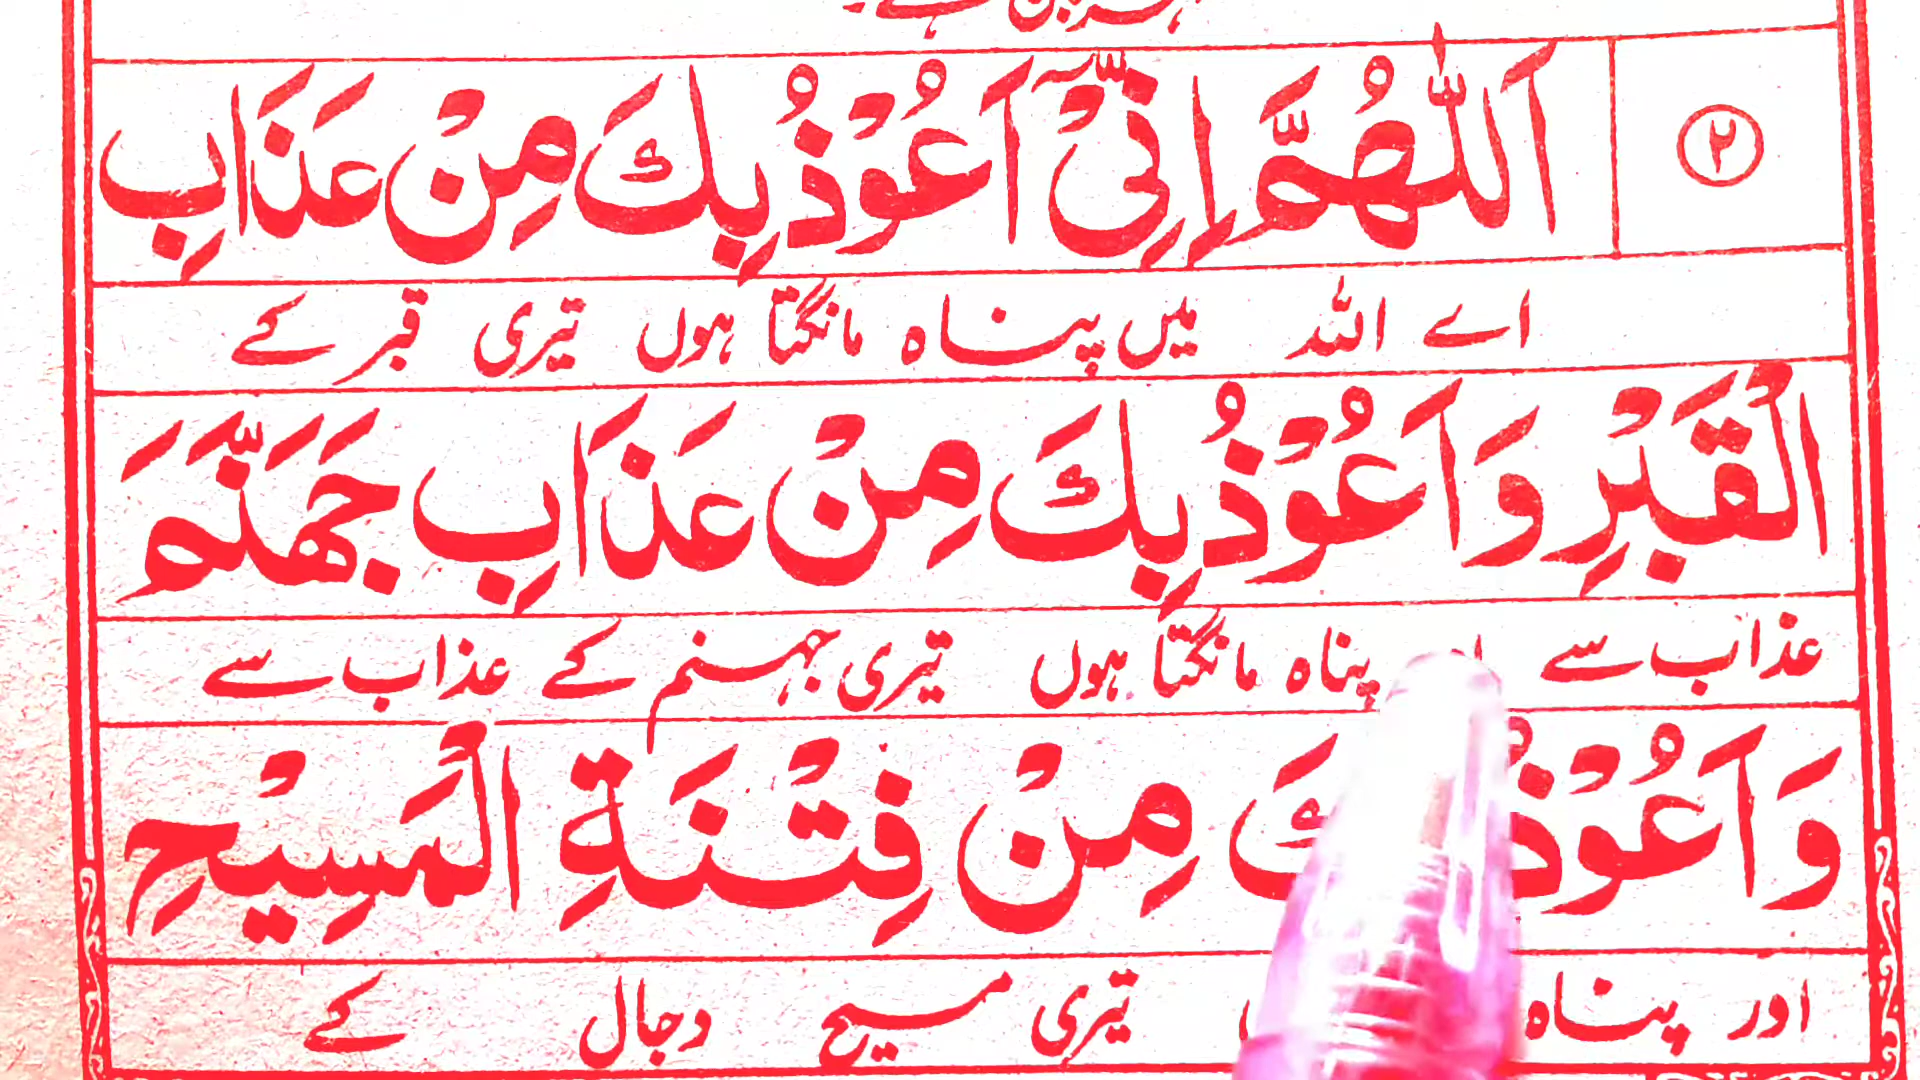 ٢ اَللّٰهُمَّ اِنِّیْۤ اَعُوْذُ بِكَ مِنْ عَذَابِ
اے اللہ میں پناہ مانگتا ہوں تیری قبر کے
الْقَبْرِ وَ اَعُوْذُ بِكَ مِنْ عَذَابِ جَهَنَّمَ
عذاب سے پناہ مانگتا ہوں تیری جہنم کے عذاب سے
وَ اَعُوْذُ مِنْ فِتْنَةِ الْمَسِیْحِ
اور پناہ تیری مسیح دجال کے